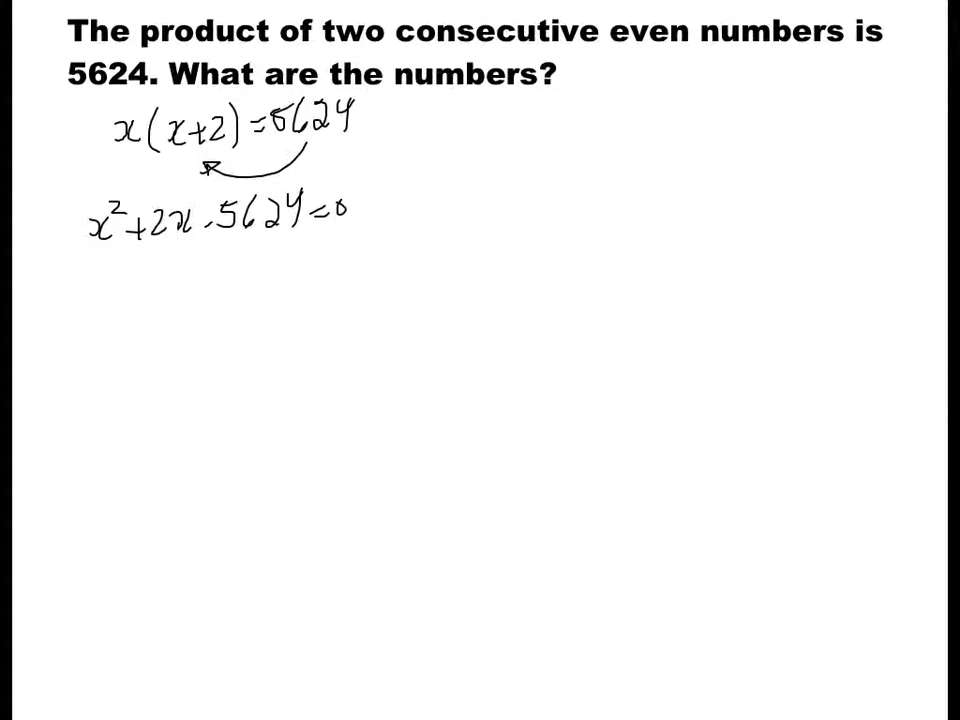 The product of two consecutive even numbers is
5624. What are the numbers?
x(x+2)=5624
x²+2x-5624=0